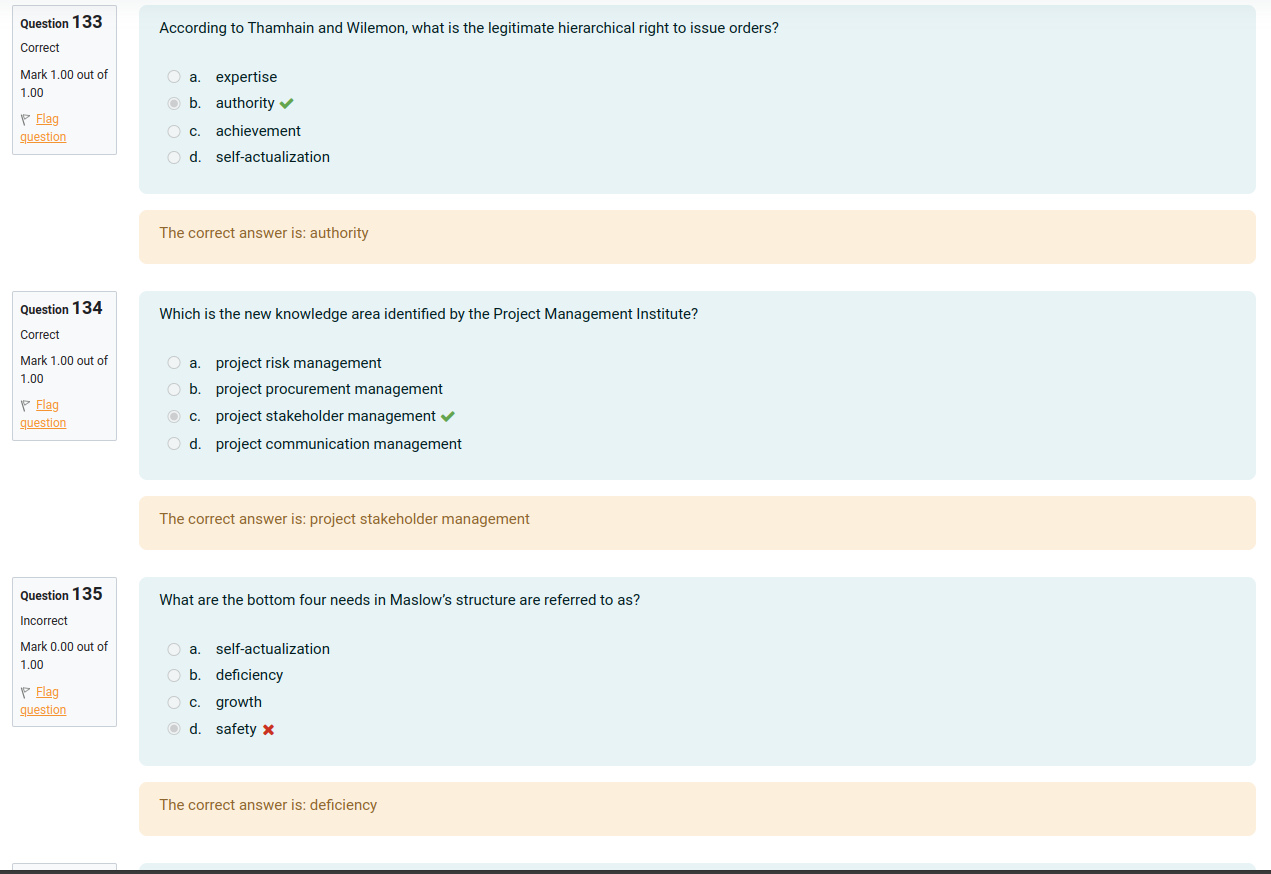 Question 133
Correct
Mark 1.00 out of
1.00
Flag
question
According to Thamhain and Wilemon, what is the legitimate hierarchical right to issue orders?
a. expertise
b. authority
c. achievement
d. self-actualization
The correct answer is: authority
Question 134
Correct
Mark 1.00 out of
1.00
Flag
question
Which is the new knowledge area identified by the Project Management Institute?
a. project risk management
b. project procurement management
c. project stakeholder management
d. project communication management
The correct answer is: project stakeholder management
Question 135
Incorrect
Mark 0.00 out of
1.00
Flag
question
What are the bottom four needs in Maslow’s structure are referred to as?
a. self-actualization
b. deficiency
c. growth
d. safety
The correct answer is: deficiency